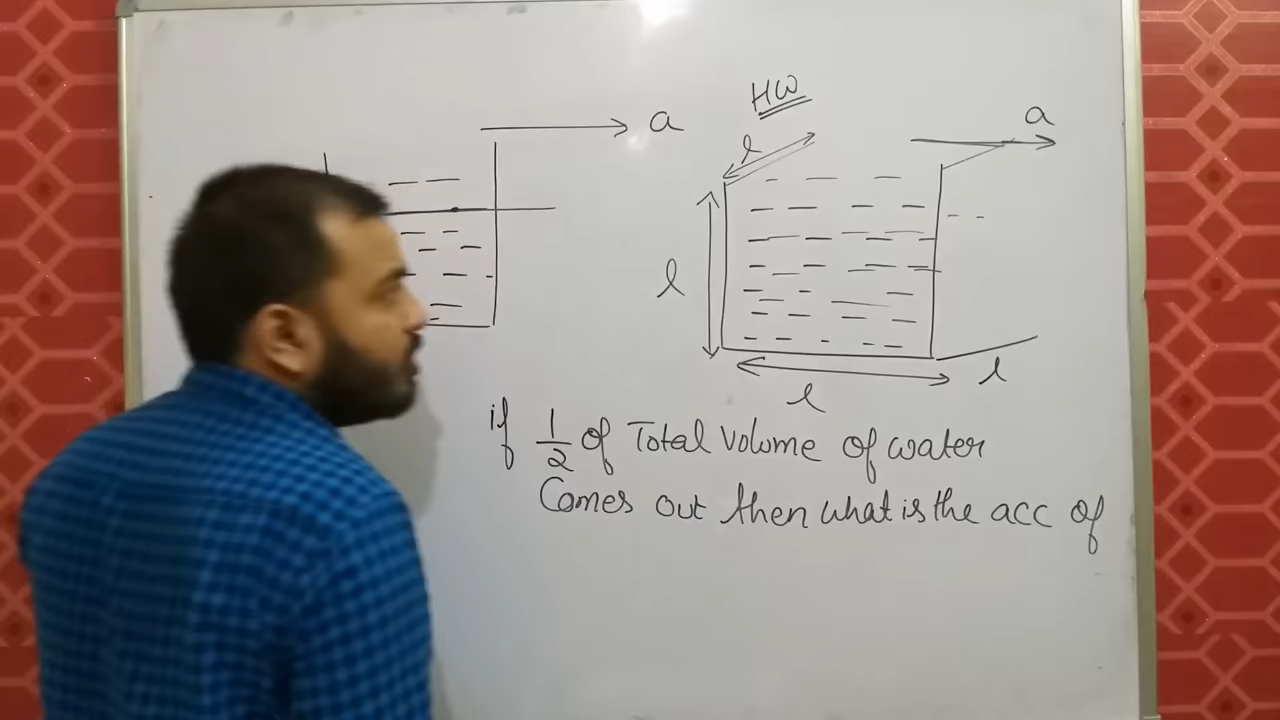 HW
a
a
l
l
l
l
if 1/2 of Total volume of water
Comes out then what is the acc of